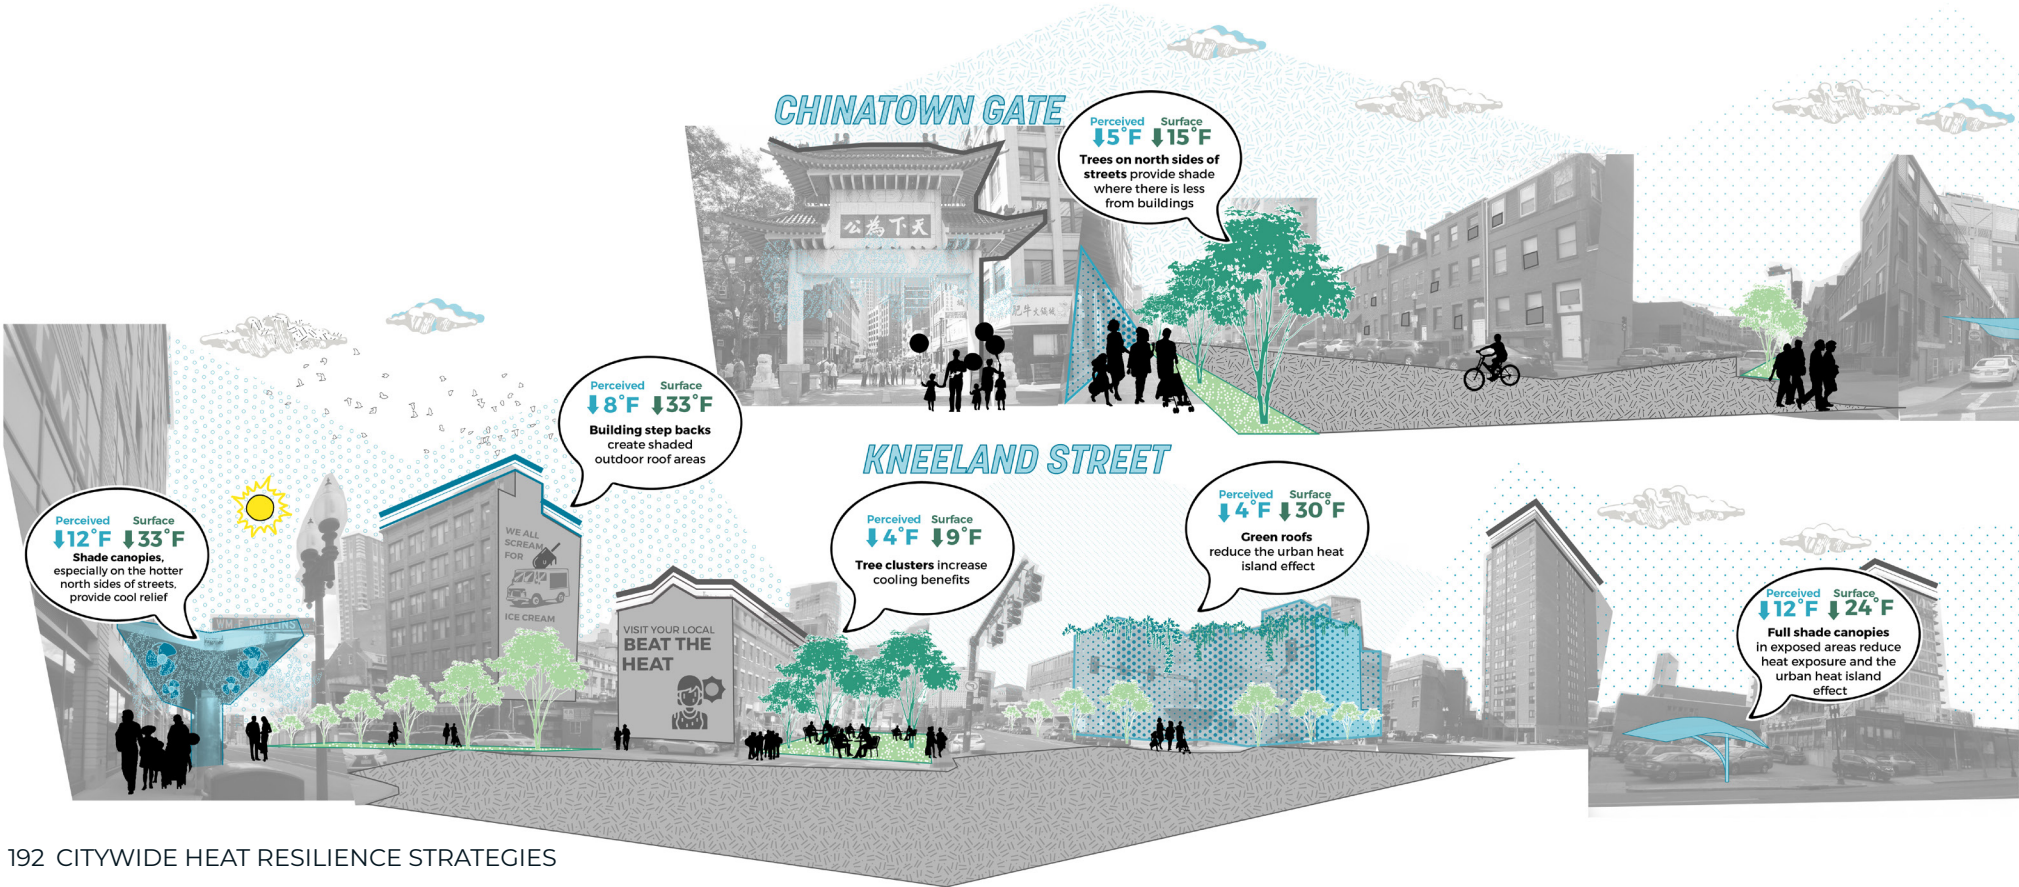 CHINATOWN GATE
Perceived Surface
5°F 15°F
Trees on north sides of
streets provide shade
where there is less
from buildings
公為下天
Perceived Surface
8°F 33°F
Building step backs
create shaded
outdoor roof areas
KNEELAND STREET
Perceived Surface
12°F 33°F
Shade canopies,
especially on the hotter
north sides of streets,
provide cool relief
WM E MULLINS
WE ALL
SCREAM
FOR
ICE CREAM
VISIT YOUR LOCAL
BEAT THE
HEAT
Perceived Surface
4°F 9°F
Tree clusters increase
cooling benefits
Perceived Surface
4°F 30°F
Green roofs
reduce the urban heat
island effect
Perceived Surface
12°F 24°F
Full shade canopies
in exposed areas reduce
heat exposure and the
urban heat island
effect
192 CITYWIDE HEAT RESILIENCE STRATEGIES